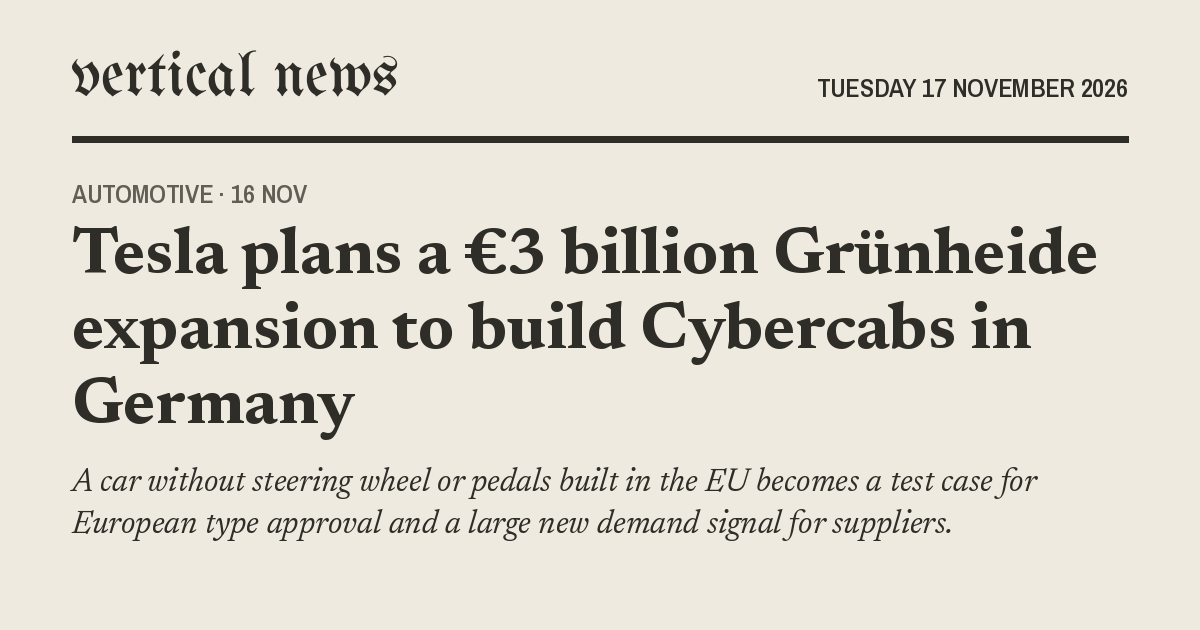 vertical news
TUESDAY 17 NOVEMBER 2026
AUTOMOTIVE · 16 NOV
Tesla plans a €3 billion Grünheide
expansion to build Cybercabs in
Germany
A car without steering wheel or pedals built in the EU becomes a test case for
European type approval and a large new demand signal for suppliers.